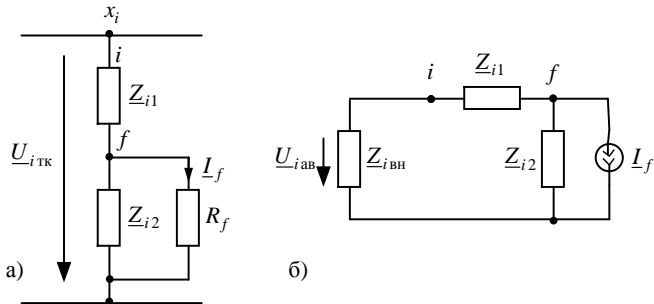 x_i
i
Z_i1
f
U_i тк
I_f
Z_i2
R_f
а)
i
Z_i1
f
U_i ав
Z_i вн
Z_i2
I_f
б)